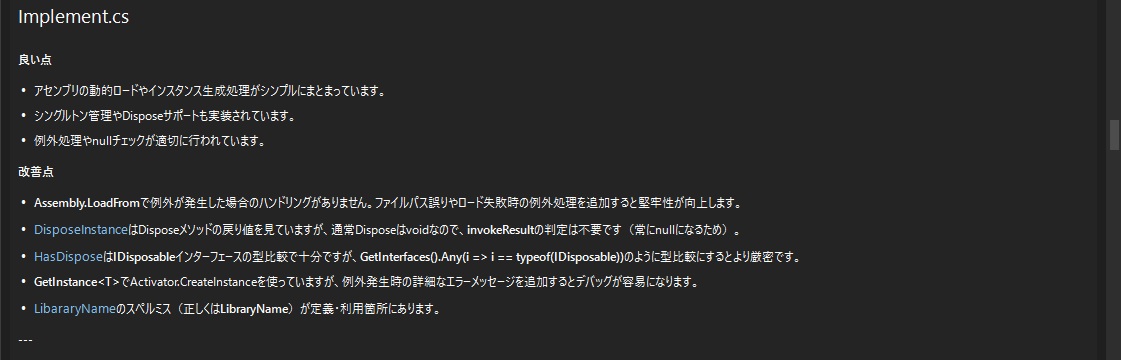 Implement.cs
良い点
• アセンブリの動的ロードやインスタンス生成処理がシンプルにまとまっています。
• シングルトン管理やDisposeサポートも実装されています。
• 例外処理やnullチェックが適切に行われています。
改善点
• Assembly.LoadFromで例外が発生した場合のハンドリングがありません。ファイルパス誤りやロード失敗時の例外処理を追加すると堅牢性が向上します。
• DisposeInstanceはDisposeメソッドの戻り値を見ていますが、通常Disposeはvoidなので、invokeResultの判定は不要です（常にnullになるため）。
• HasDisposeはIDisposableインターフェースの型比較で十分ですが、GetInterfaces().Any(i => i == typeof(IDisposable))のように型比較にするとより厳密です。
• GetInstance<T>でActivator.CreateInstanceを使っていますが、例外発生時の詳細なエラーメッセージを追加するとデバッグが容易になります。
• LibararyNameのスペルミス（正しくはLibraryName）が定義・利用箇所にあります。
---